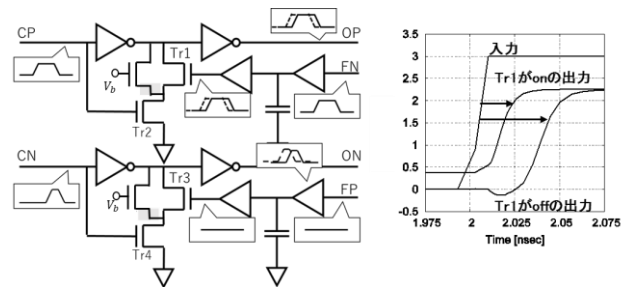 CP
OP
Tr1
FN
Vb
Tr2
CN
ON
Tr3
FP
Vb
Tr4
入力
Tr1がonの出力
Tr1がoffの出力
3.5
3
2.5
2
1.5
1
0.5
0
-0.5
1.975
2
2.025
2.05
2.075
Time [nsec]